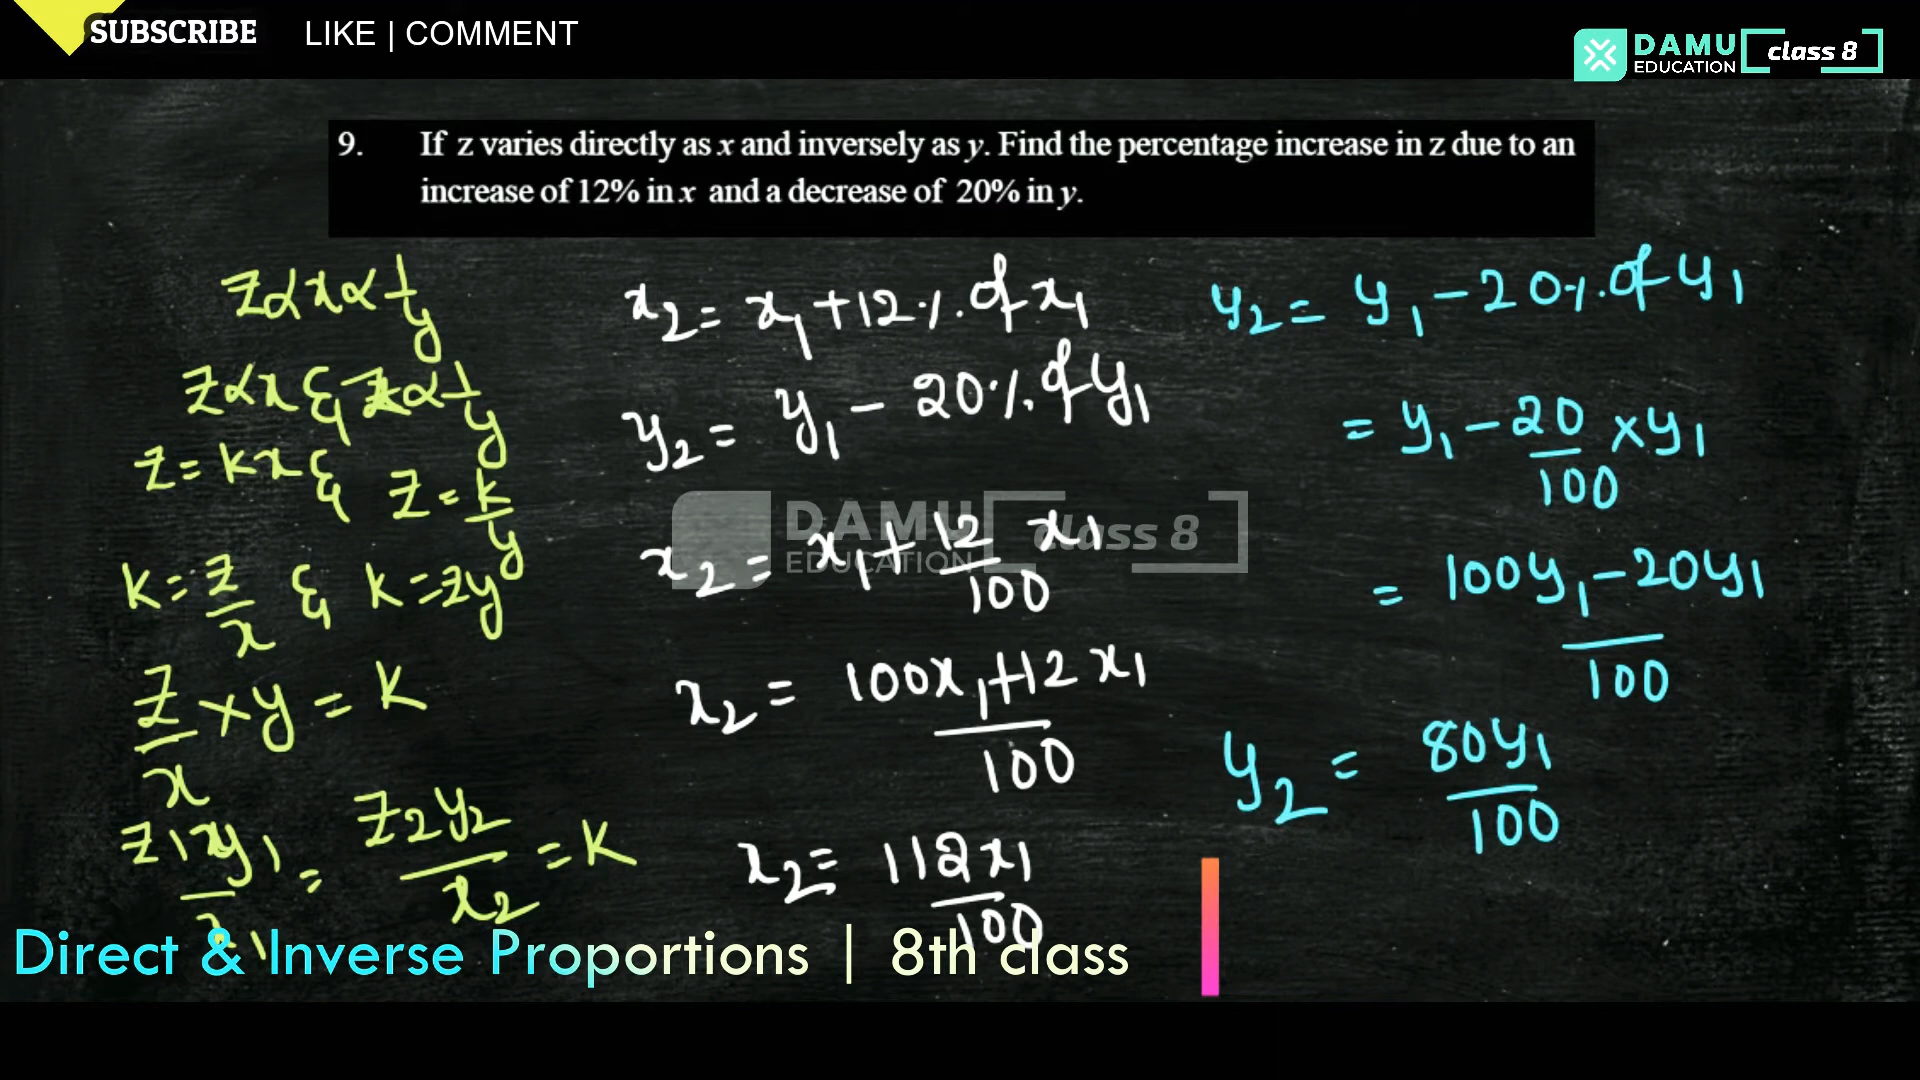 SUBSCRIBE LIKE | COMMENT
DAMU EDUCATION class 8
9. If z varies directly as x and inversely as y. Find the percentage increase in z due to an
increase of 12% in x and a decrease of 20% in y.
z∝x∝1/y
z∝x & z∝1/y
z=kx & z=k/y
k=z/x & k=zy
z/x × y = k
z1y1/x1 = z2y2/x2 = k
x2= x1+12%. of x1
y2= y1 - 20%. of y1
x2= x1+ 12/100 x1
x2= 100x1+12x1/100
x2= 112x1/100
y2= y1-20%. of y1
= y1 - 20/100 × y1
= 100y1-20y1/100
y2= 80y1/100
DAMU EDUCATION class 8
Direct & Inverse Proportions | 8th class